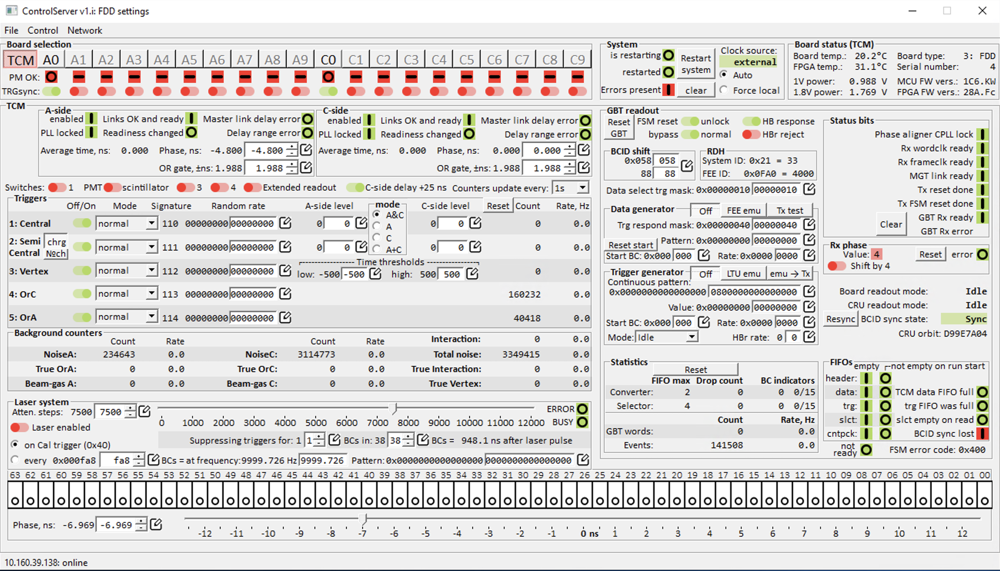 ControlServer v1.i: FDD settings
File Control Network
Board selection
TCM A0 A1 A2 A3 A4 A5 A6 A7 A8 A9 C0 C1 C2 C3 C4 C5 C6 C7 C8 C9
PM OK:
TRGsync:
System
is restarting
restarted
Errors present
Restart system
clear
Clock source:
external
Auto
Force local
Board status (TCM)
Board temp.: 20.2°C Board type: 3: FDD
FPGA temp.: 31.1°C Serial number: 4
1V power: 0.988 V MCU FW vers.: 1C6.KW
1.8V power: 1.769 V FPGA FW vers.: 28A.Fc
TCM
A-side
enabled Links OK and ready Master link delay error
PLL locked Readiness changed Delay range error
Average time, ns: 0.000 Phase, ns: -4.800 -4.800
OR gate, ±ns: 1.988 1.988
C-side
enabled Links OK and ready Master link delay error
PLL locked Readiness changed Delay range error
Average time, ns: 0.000 Phase, ns: 0.000 0.000
OR gate, ±ns: 1.988 1.988
Switches: 1 PMT scintillator 3 4 Extended readout C-side delay +25 ns Counters update every: 1s
Triggers
Off/On Mode Signature Random rate A-side level mode C-side level Reset Count Rate, Hz
A&C
A
C
A+C
1: Central normal 110 00000000 00000000 0 0 0 0 0 0.0
2: Semi Central chrg №ch normal 111 00000000 00000000 0 0 0 0 0 0.0
Time thresholds
3: Vertex normal 112 00000000 00000000 low: -500 -500 high: 500 500 0 0.0
4: OrC normal 113 00000000 00000000 160232 0.0
5: OrA normal 114 00000000 00000000 40418 0.0
Background counters
Count Rate Count Rate Interaction: 0 0.0
NoiseA: 234643 0.0 NoiseC: 3114773 0.0 Total noise: 3349415 0.0
True OrA: 0 0.0 True OrC: 0 0.0 True Interaction: 0 0.0
Beam-gas A: 0 0.0 Beam-gas C: 0 0.0 True Vertex: 0 0.0
Laser system
Atten. steps: 7500 7500
0 1000 2000 3000 4000 5000 6000 7000 8000 9000 10000 11000 12000
ERROR
BUSY
Laser enabled
Suppressing triggers for: 1 1 BCs in: 38 38 BCs = 948.1 ns after laser pulse
on Cal trigger (0x40)
every 0x000fa8 fa8 BCs = at frequency: 9999.726 Hz 9999.726 Pattern: 0x0000000000000000 0000000000000000
GBT readout
Reset GBT
FSM reset unlock HB response
bypass normal HBr reject
BCID shift
0x058 058
88 88
RDH
System ID: 0x21 = 33
FEE ID: 0x0FA0 = 4000
Data select trg mask: 0x00000010 00000010
Data generator Off FEE emu Tx test
Trg respond mask: 0x00000040 00000040
Reset start
Pattern: 0x00000000 00000000
Start BC: 0x000 000 Rate: 0x0000 0000
Trigger generator Off LTU emu emu → Tx
Continuous pattern:
0x0000000000000000 0800000000000000
Value: 0x00000000 00000000
Start BC: 0x000 000 Rate: 0x0000 0000
Mode: Idle HBr rate: 0 0
Statistics
Reset
FIFO max Drop count BC indicators
Converter: 2 0 0 0/15
Selector: 4 0 0 0/15
Count Rate, Hz
GBT words: 0 0.0
Events: 141508 0.0
Status bits
Phase aligner CPLL lock
Rx wordclk ready
Rx frameclk ready
MGT link ready
Tx reset done
Tx FSM reset done
GBT Rx ready
Clear
GBT Rx error
Rx phase
Value: 4 Reset error
Shift by 4
Board readout mode: Idle
CRU readout mode: Idle
Resync BCID sync state: Sync
CRU orbit: D99E7A04
FIFOs
empty not empty on run start
header:
data: TCM data FIFO full
trg: trg FIFO was full
slct: slct empty on read
cntpck: BCID sync lost
not ready FSM error code: 0x400
63 62 61 60 59 58 57 56 55 54 53 52 51 50 49 48 47 46 45 44 43 42 41 40 39 38 37 36 35 34 33 32 31 30 29 28 27 26 25 24 23 22 21 20 19 18 17 16 15 14 13 12 11 10 09 08 07 06 05 04 03 02 01 00
Phase, ns: -6.969 -6.969
-12 -11 -10 -9 -8 -7 -6 -5 -4 -3 -2 -1 0 ns 1 2 3 4 5 6 7 8 9 10 11 12
10.160.39.138: online